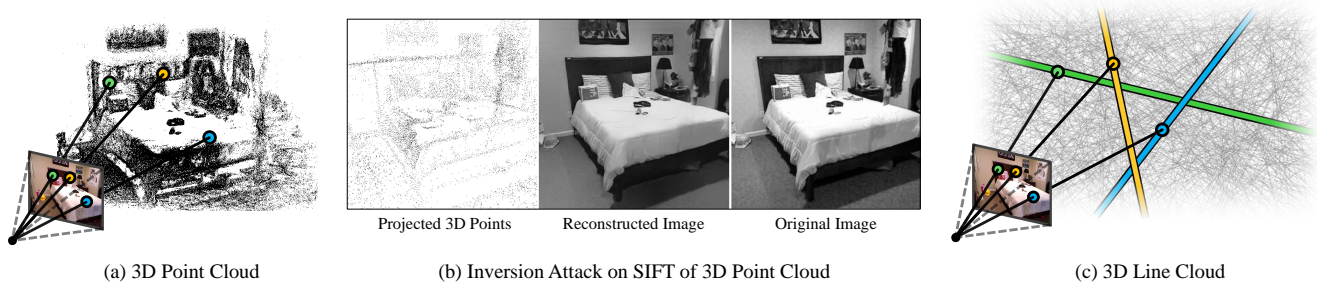 Projected 3D Points
Reconstructed Image
Original Image
(a) 3D Point Cloud
(b) Inversion Attack on SIFT of 3D Point Cloud
(c) 3D Line Cloud